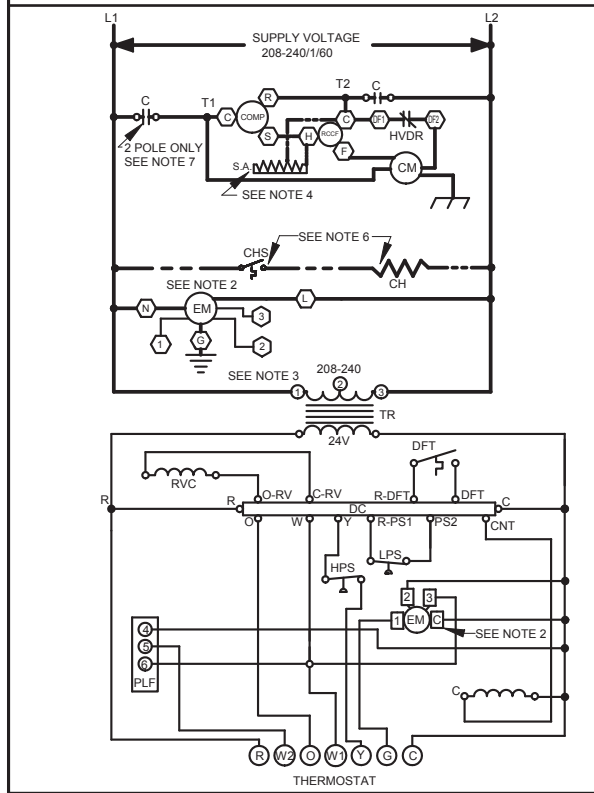 L1 L2
SUPPLY VOLTAGE
208-240/1/60
C T1 C COMP R S H RCCF T2 C C DF1 HVDR DF2
F CM
2 POLE ONLY
SEE NOTE 7
S.A.
SEE NOTE 4
SEE NOTE 6
CHS
CH
SEE NOTE 2
N EM 3 L
1 G 2
SEE NOTE 3
208-240
1 2 3
TR
24V
DFT
RVC
R R O-RV C-RV R-DFT DFT C
DC
O W Y R-PS1 PS2 CNT
LPS
HPS
2 3
1 EM C
SEE NOTE 2
4
5
6
PLF
C
R W2 O W1 Y G C
THERMOSTAT